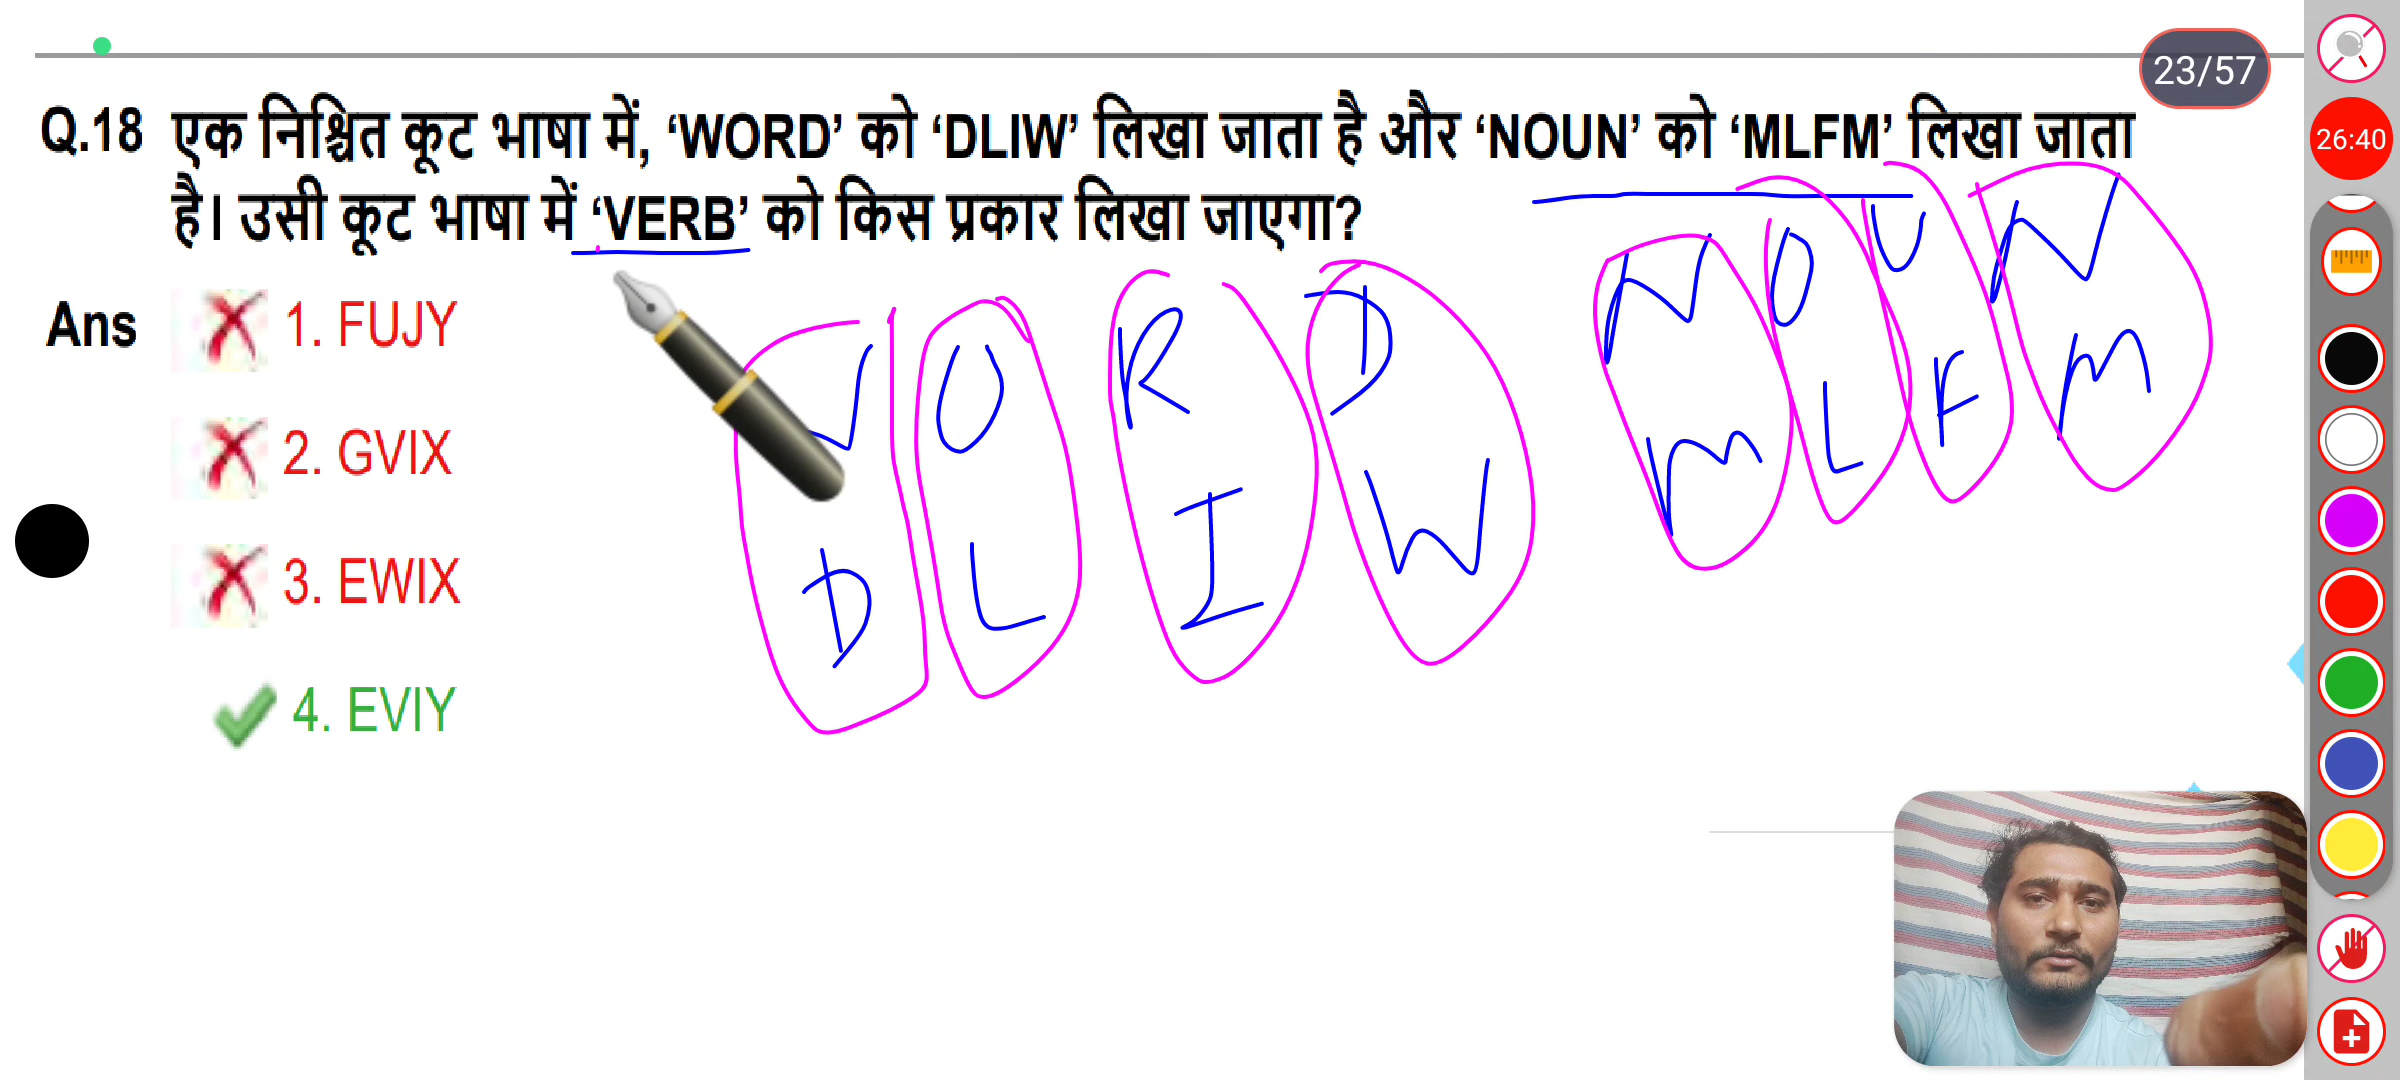 23/57
26:40
Q.18 एक निश्चित कूट भाषा में, ‘WORD’ को ‘DLIW’ लिखा जाता है और ‘NOUN’ को ‘MLFM’ लिखा जाता
है। उसी कूट भाषा में ‘VERB’ को किस प्रकार लिखा जाएगा?
Ans 1. FUJY
2. GVIX
3. EWIX
4. EVIY
O R D
D L I W
N O U N
M L F M